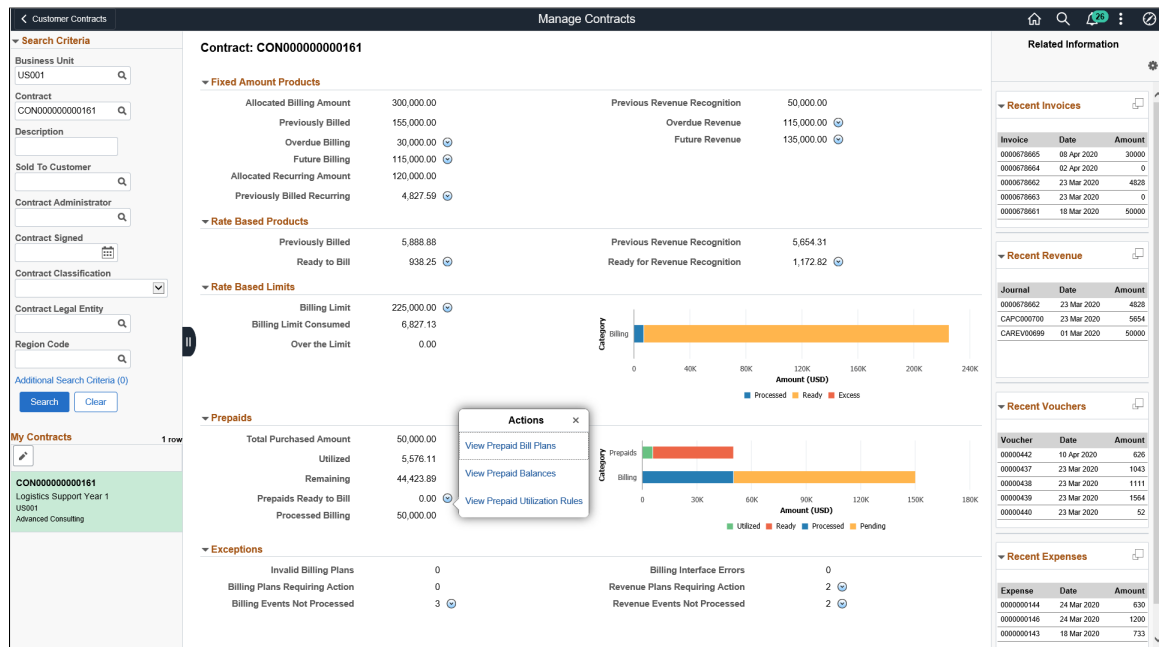 Customer Contracts
Manage Contracts
26
Search Criteria
Business Unit
US001
Contract
CON000000000161
Description
Sold To Customer
Contract Administrator
Contract Signed
Contract Classification
Contract Legal Entity
Region Code
Additional Search Criteria (0)
Search Clear
My Contracts 1 row
CON000000000161
Logistics Support Year 1
US001
Advanced Consulting
Contract: CON000000000161
Fixed Amount Products
Allocated Billing Amount 300,000.00 Previous Revenue Recognition 50,000.00
Previously Billed 155,000.00 Overdue Revenue 115,000.00
Overdue Billing 30,000.00 Future Revenue 135,000.00
Future Billing 115,000.00
Allocated Recurring Amount 120,000.00
Previously Billed Recurring 4,827.59
Rate Based Products
Previously Billed 5,888.88 Previous Revenue Recognition 5,654.31
Ready to Bill 938.25 Ready for Revenue Recognition 1,172.82
Rate Based Limits
Billing Limit 225,000.00
Billing Limit Consumed 6,827.13
Over the Limit 0.00
Category
Billing
0 40K 80K 120K 160K 200K 240K
Amount (USD)
Processed Ready Excess
Prepaids
Total Purchased Amount 50,000.00
Utilized 5,576.11
Remaining 44,423.89
Prepaids Ready to Bill 0.00
Processed Billing 50,000.00
Actions ×
View Prepaid Bill Plans
View Prepaid Balances
View Prepaid Utilization Rules
Category
Prepaids
Billing
0 30K 60K 90K 120K 150K 180K
Amount (USD)
Utilized Ready Processed Pending
Exceptions
Invalid Billing Plans 0 Billing Interface Errors 0
Billing Plans Requiring Action 0 Revenue Plans Requiring Action 2
Billing Events Not Processed 3 Revenue Events Not Processed 2
Related Information
Recent Invoices
Invoice Date Amount
0000678665 08 Apr 2020 30000
0000678664 02 Apr 2020 0
0000678662 23 Mar 2020 4828
0000678663 23 Mar 2020 0
0000678661 18 Mar 2020 50000
Recent Revenue
Journal Date Amount
0000678662 23 Mar 2020 4828
CAPC000700 23 Mar 2020 5654
CAREV00699 01 Mar 2020 50000
Recent Vouchers
Voucher Date Amount
00000442 10 Apr 2020 626
00000437 23 Mar 2020 1043
00000438 23 Mar 2020 1111
00000439 23 Mar 2020 1564
00000440 23 Mar 2020 52
Recent Expenses
Expense Date Amount
0000000144 24 Mar 2020 630
0000000146 24 Mar 2020 1200
0000000143 18 Mar 2020 733